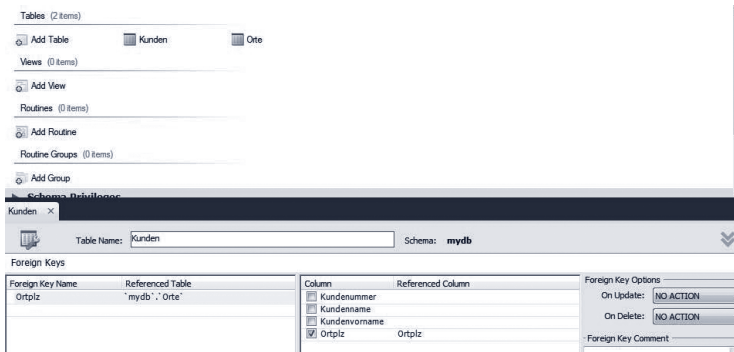 Tables (2 items)
Add Table Kunden Orte
Views (0 items)
Add View
Routines (0 items)
Add Routine
Routine Groups (0 items)
Add Group
Schema Privileges
Kunden ×
Table Name: Kunden Schema: mydb
Foreign Keys
Foreign Key Name Referenced Table
Ortplz `mydb`.`Orte`
Column Referenced Column
Kundenummer
Kundenname
Kundenvorname
Ortplz Ortplz
Foreign Key Options
On Update: NO ACTION
On Delete: NO ACTION
Foreign Key Comment